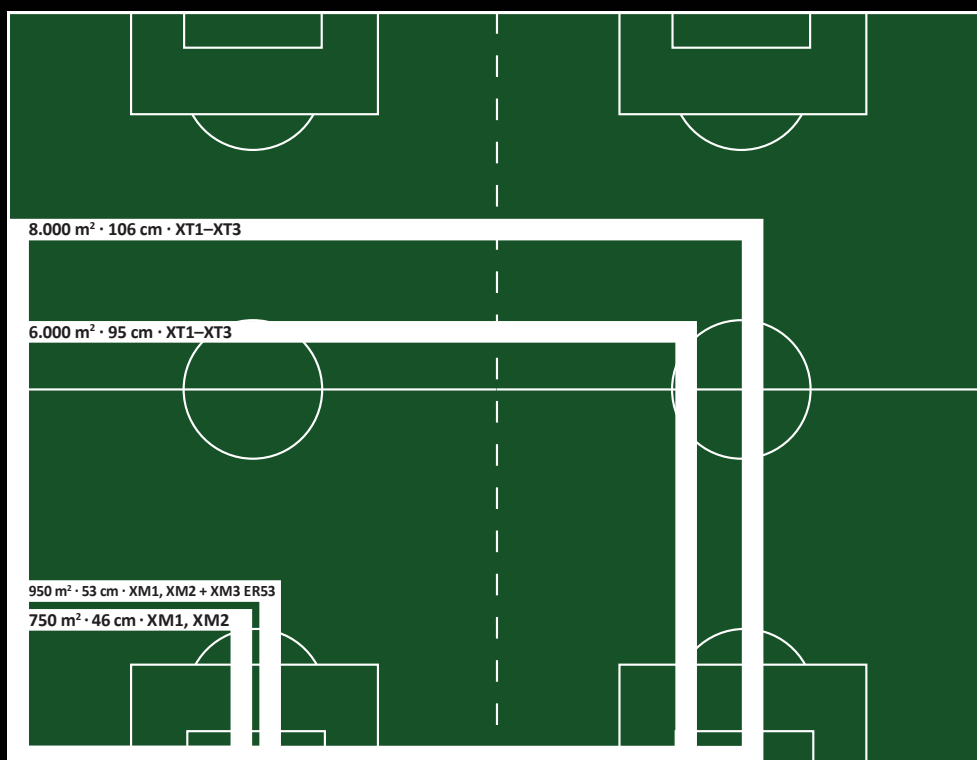 8.000 m² · 106 cm · XT1–XT3
6.000 m² · 95 cm · XT1–XT3
950 m² · 53 cm · XM1, XM2 + XM3 ER53
750 m² · 46 cm · XM1, XM2